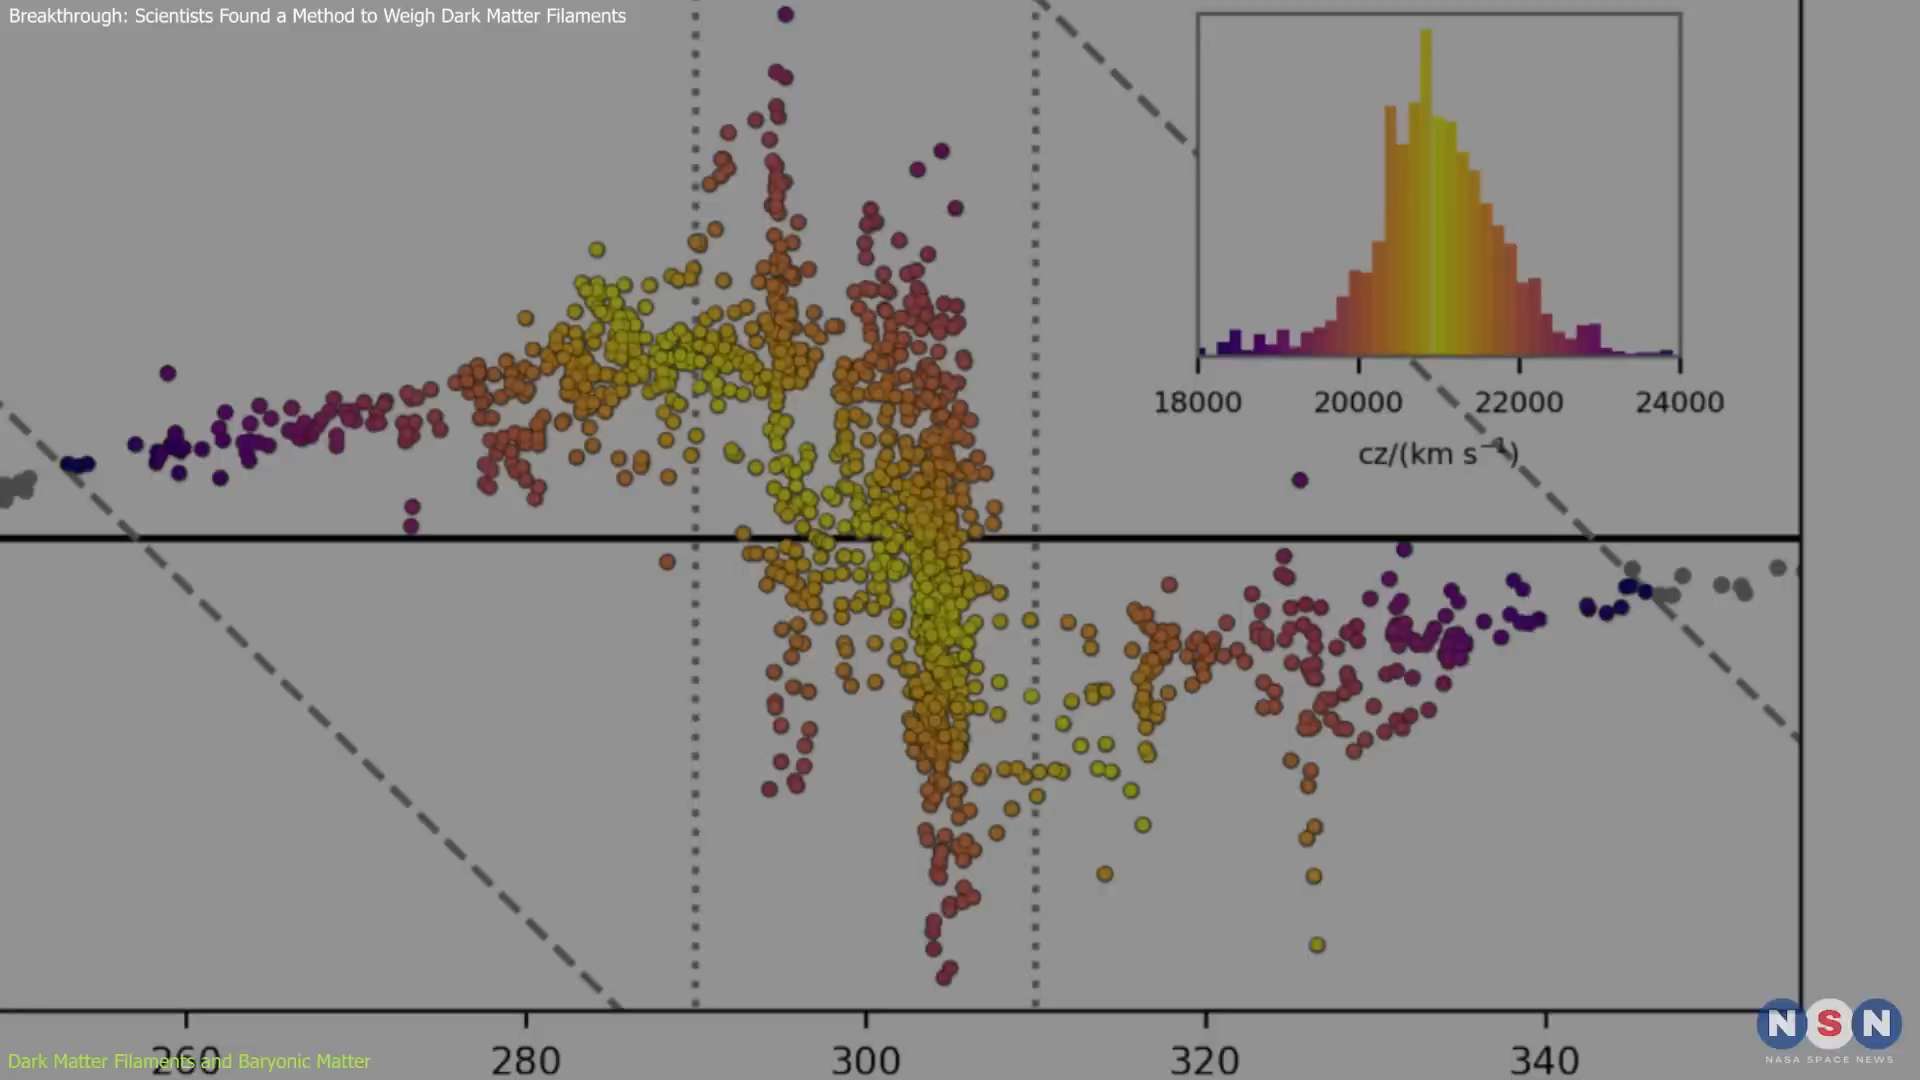 Breakthrough: Scientists Found a Method to Weigh Dark Matter Filaments
18000 20000 22000 24000
cz/(km s⁻¹)
260 280 300 320 340
Dark Matter Filaments and Baryonic Matter
NSN
NASA SPACE NEWS